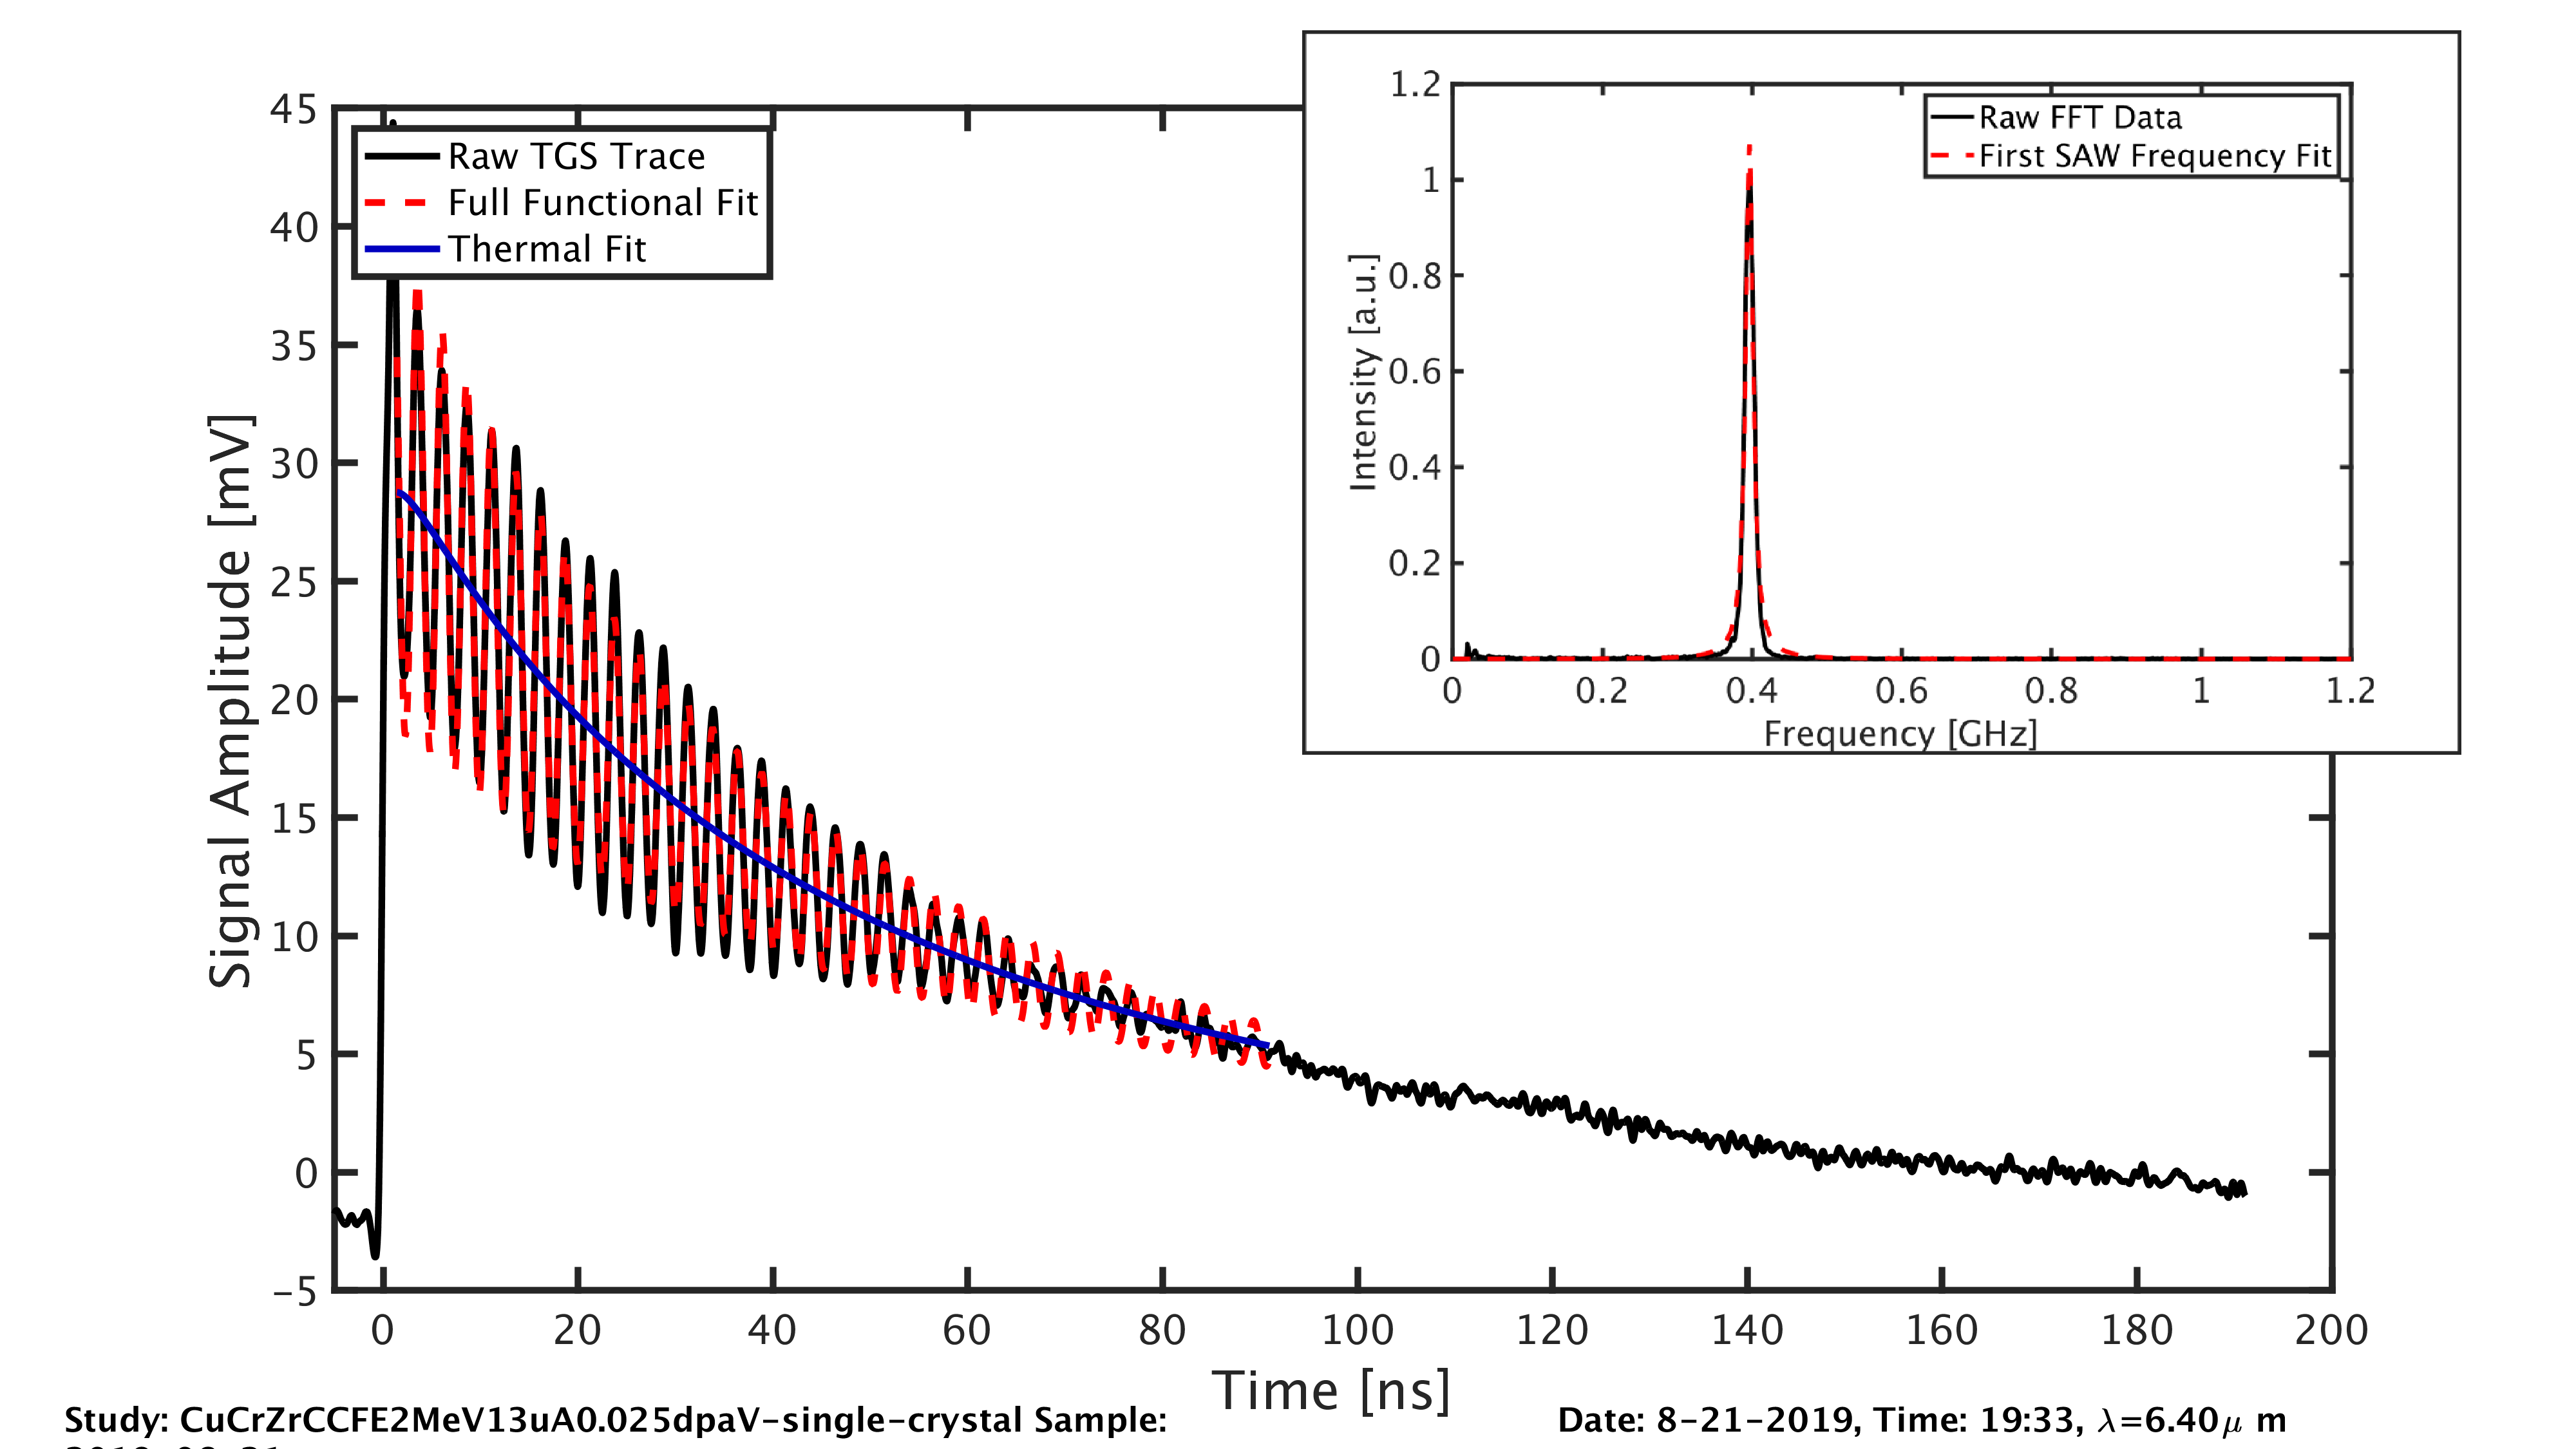 1.2
1
0.8
0.6
0.4
0.2
0
Intensity [a.u.]
Raw FFT Data
First SAW Frequency Fit
0 0.2 0.4 0.6 0.8 1 1.2
Frequency [GHz]
45
40
35
30
25
20
15
10
5
0
−5
Signal Amplitude [mV]
Raw TGS Trace
Full Functional Fit
Thermal Fit
0 20 40 60 80 100 120 140 160 180 200
Time [ns]
Study: CuCrZrCCFE2MeV13uA0.025dpaV−single−crystal Sample:
Date: 8−21−2019, Time: 19:33, λ=6.40μ m